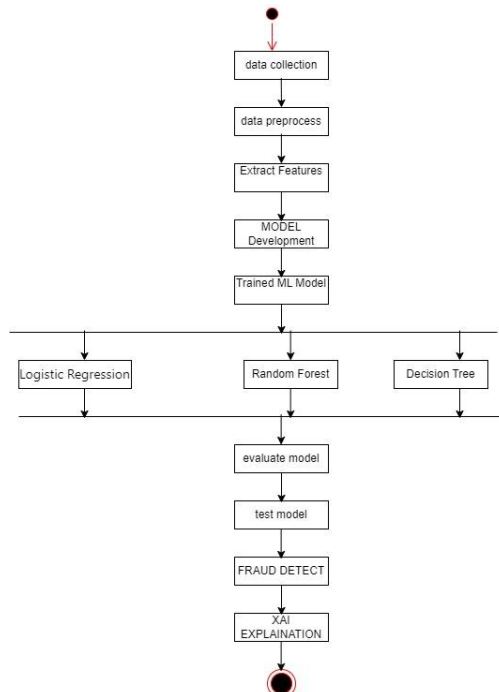 data collection
data preprocess
Extract Features
MODEL
Development
Trained ML Model
Logistic Regression
Random Forest
Decision Tree
evaluate model
test model
FRAUD DETECT
XAI
EXPLAINATION